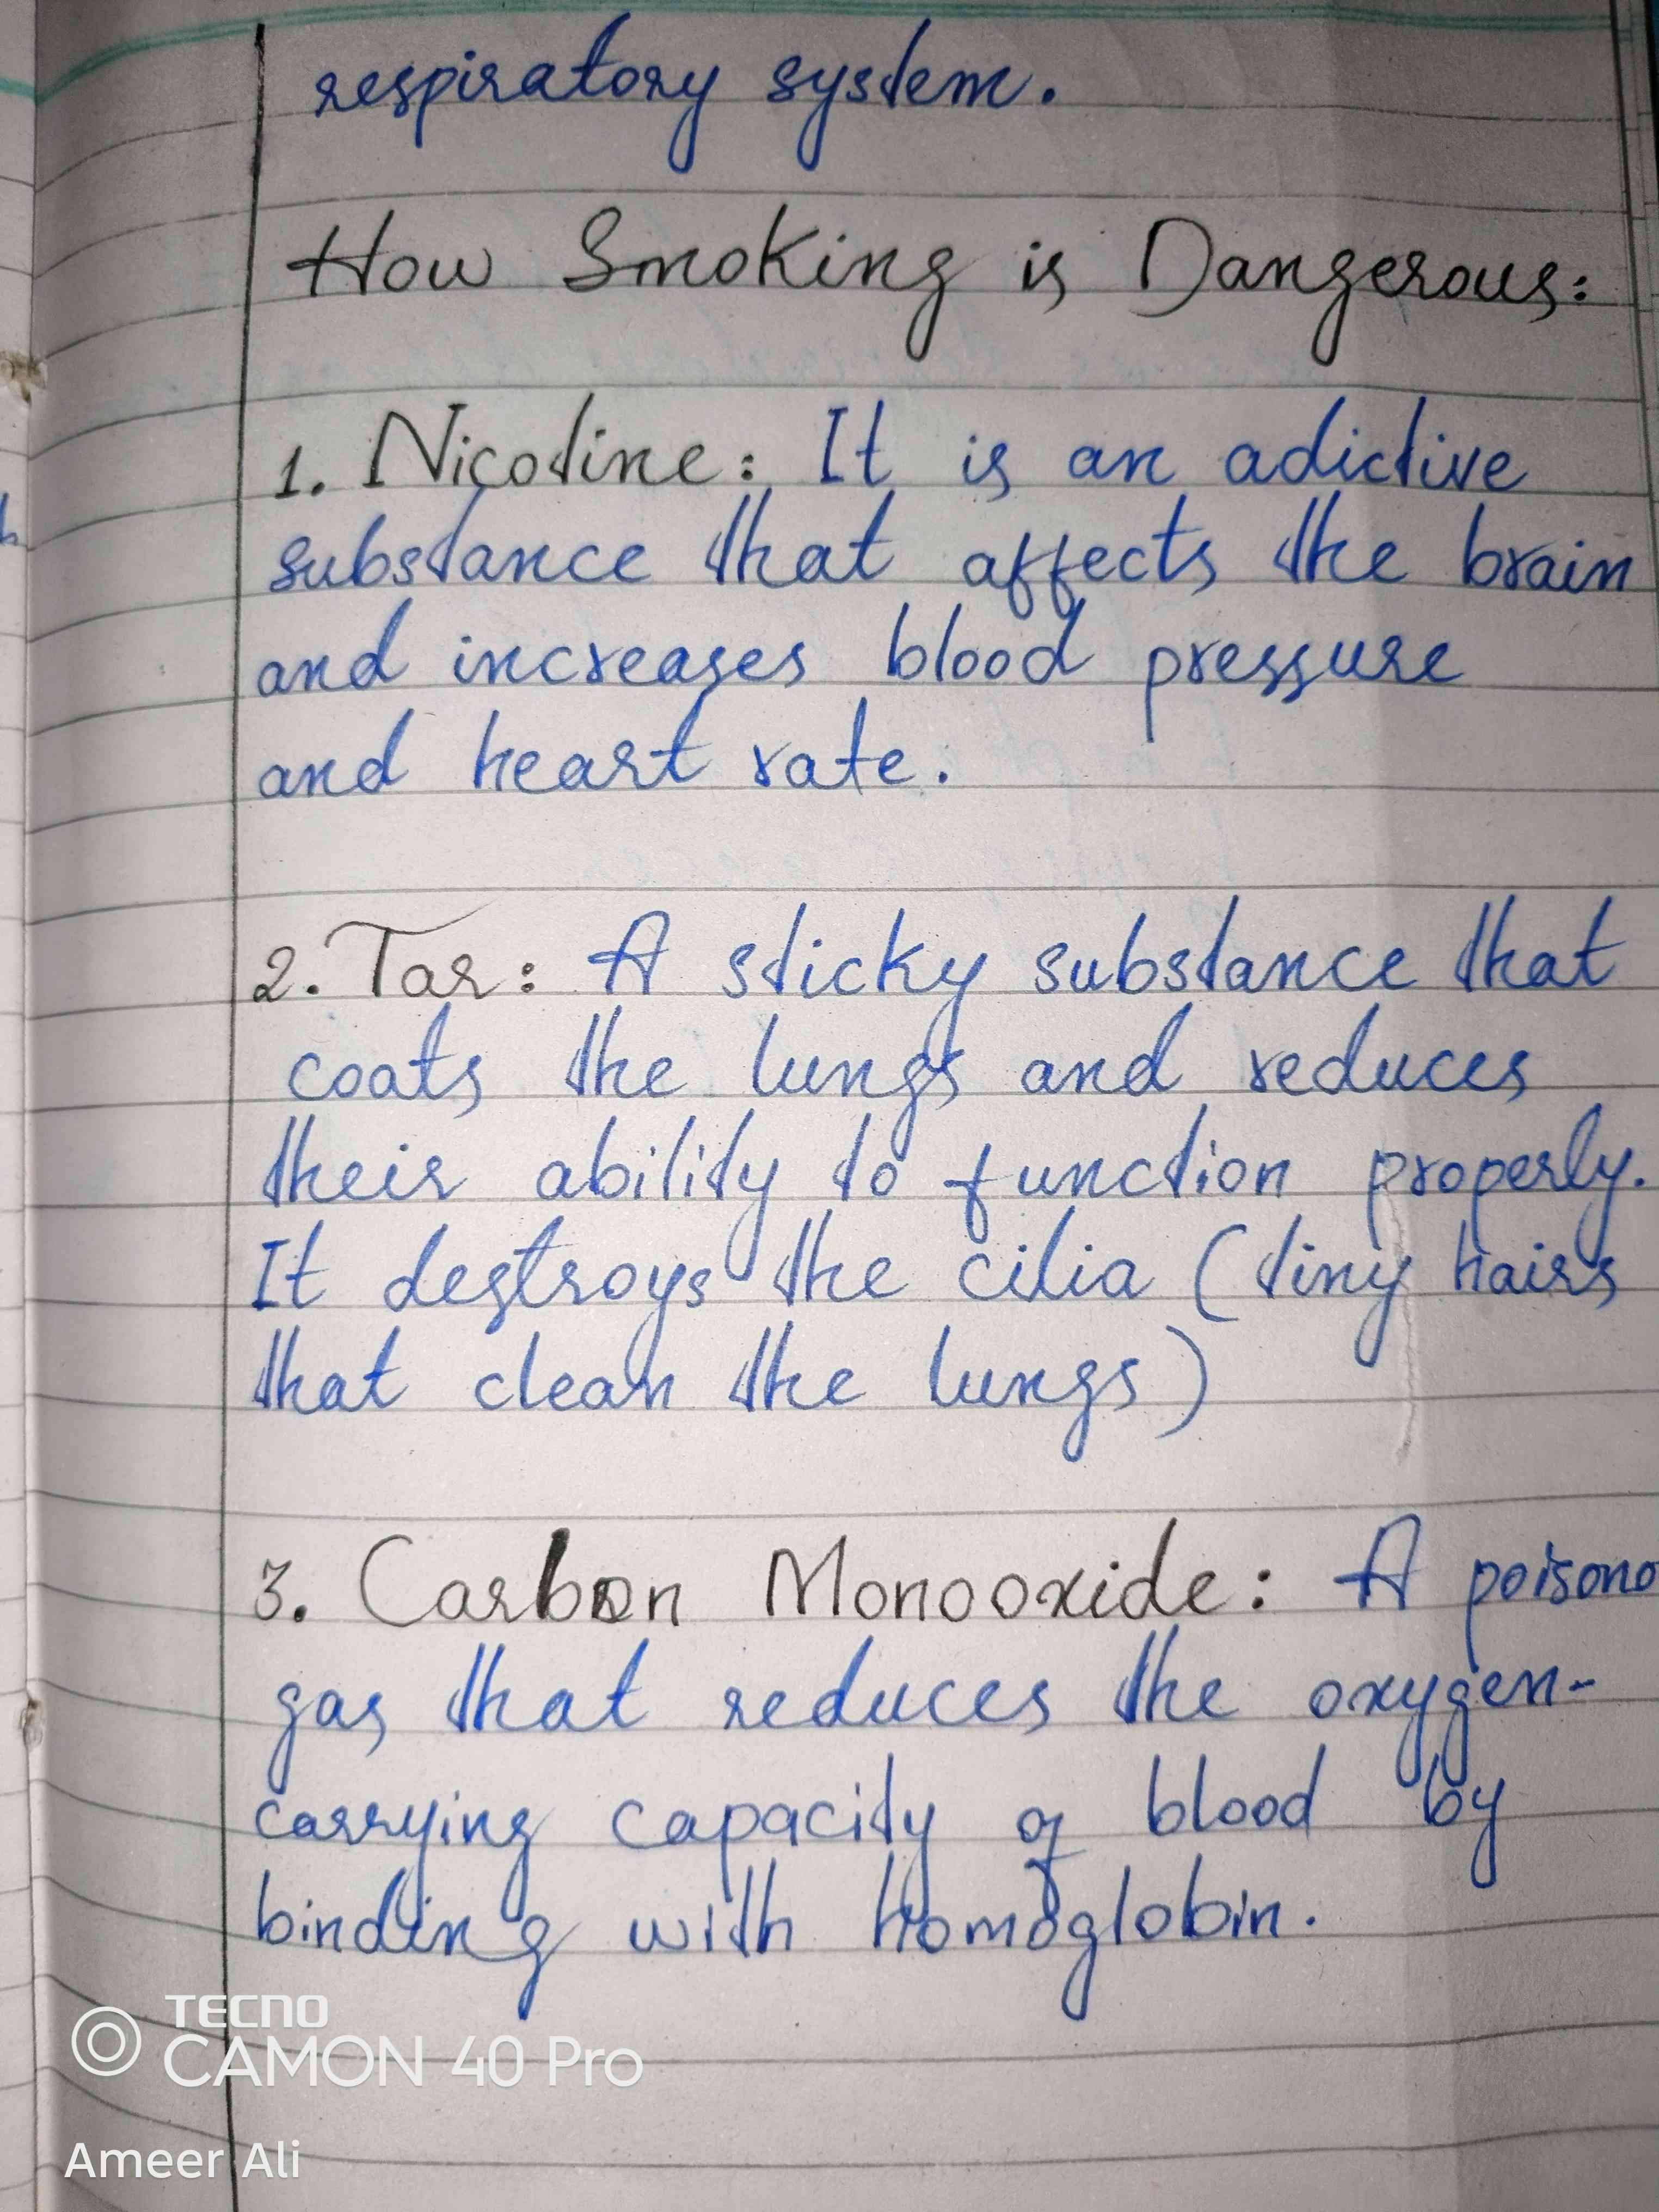 respiratory system.
How Smoking is Dangerous:
1. Nicotine: It is an adictive
substance that affects the brain
and increases blood pressure
and heart rate.
2. Tar: A sticky substance that
coats the lungs and reduces
their ability to function properly.
It destroys the cilia (tiny hairs
that clean the lungs)
3. Carbon Monooxide: A poisono
gas that reduces the oxygen-
carrying capacity of blood by
binding with homoglobin.
TECNO
CAMON 40 Pro
Ameer Ali